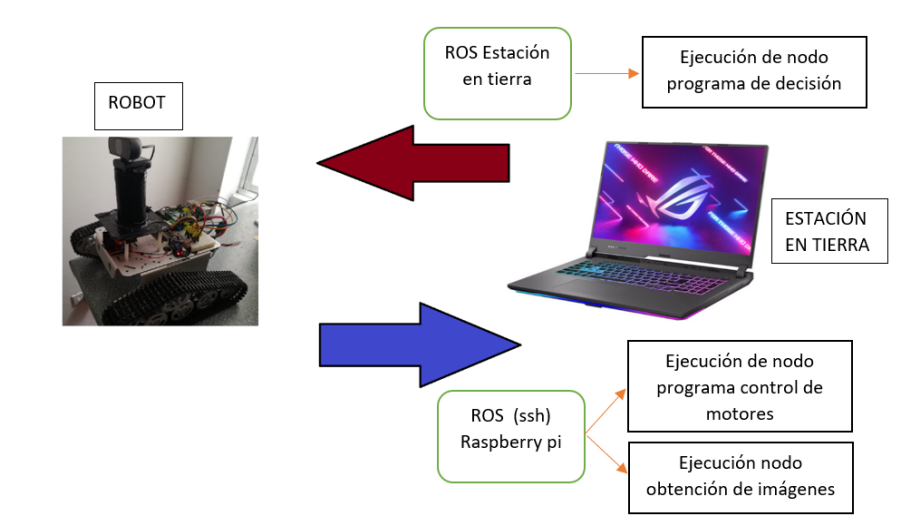 ROS Estación
en tierra
Ejecución de nodo
programa de decisión
ROBOT
ESTACIÓN
EN TIERRA
ROS (ssh)
Raspberry pi
Ejecución de nodo
programa control de
motores
Ejecución nodo
obtención de imágenes